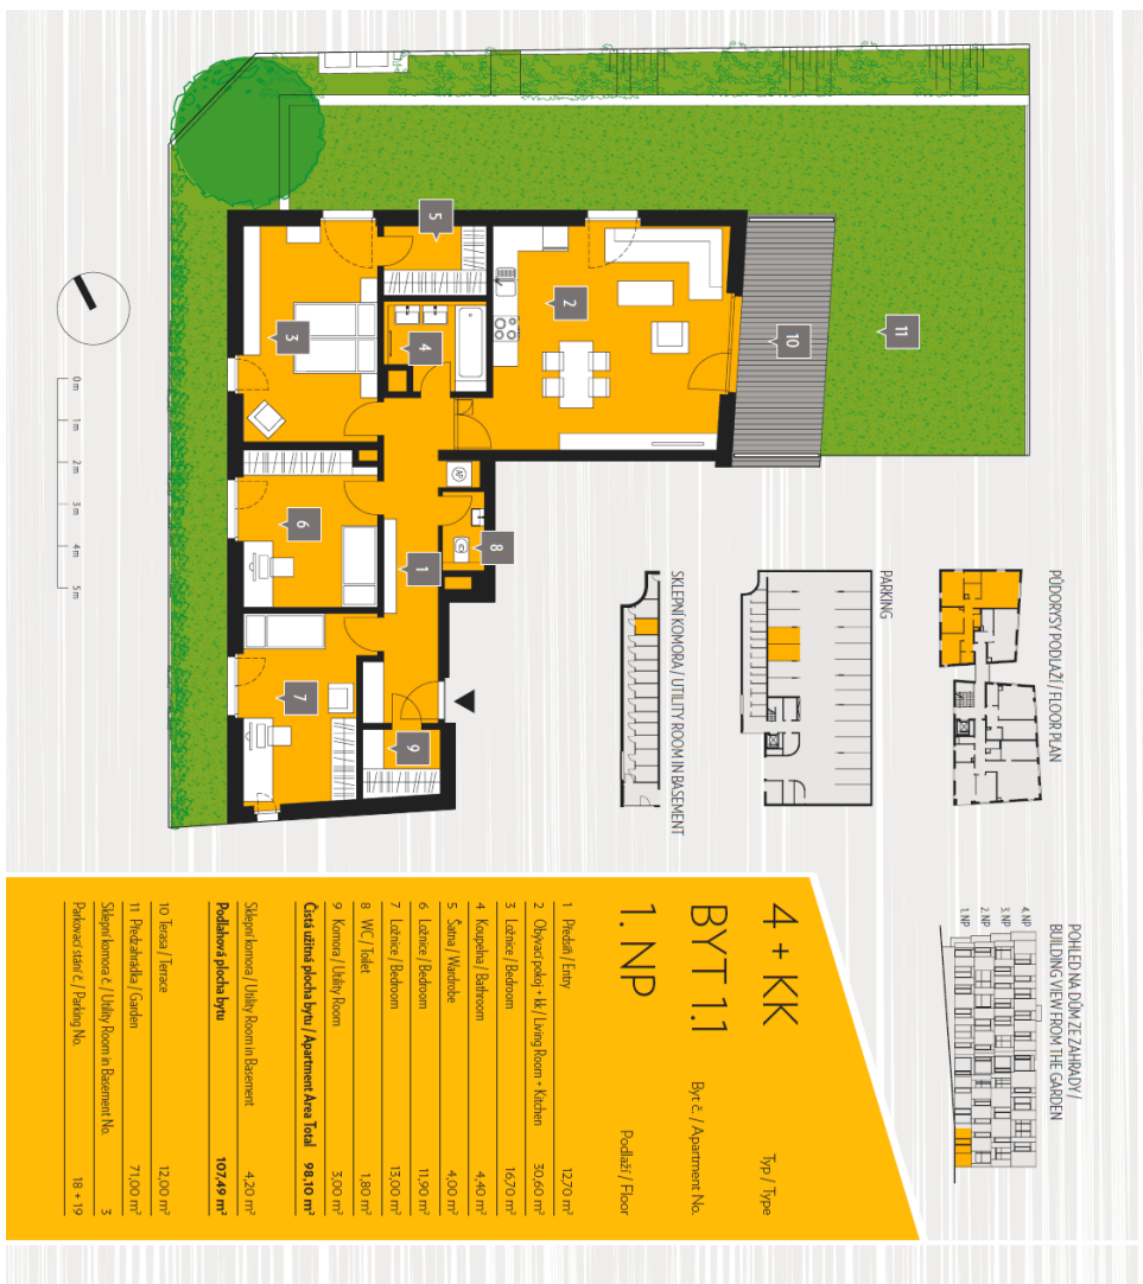 4 + KK Typ / Type
BYT 1.1 Byt č. / Apartment No.
1. NP Podlaží / Floor
1 Předsíň / Entry 12,70 m²
2 Obývací pokoj + kk / Living Room + Kitchen 30,60 m²
3 Ložnice / Bedroom 16,70 m²
4 Koupelna / Bathroom 4,40 m²
5 Šatna / Wardrobe 4,00 m²
6 Ložnice / Bedroom 11,90 m²
7 Ložnice / Bedroom 13,00 m²
8 WC / Toilet 1,80 m²
9 Komora / Utility Room 3,00 m²
Čistá užitná plocha bytu / Apartment Area Total 98,10 m²
Sklepní komora / Utility Room in Basement 4,20 m²
Podlahová plocha bytu 107,49 m²
10 Terasa / Terrace 12,00 m²
11 Předzahrádka / Garden 71,00 m²
Sklepní komora č. / Utility Room in Basement No. 3
Parkovací stání č. / Parking No. 18 + 19
POHLED NA DŮM ZE ZAHRADY /
BUILDING VIEW FROM THE GARDEN
4.NP
3.NP
2.NP
1.NP
PŮDORYSY PODLAŽÍ / FLOOR PLAN
PARKING
SKLEPNÍ KOMORA / UTILITY ROOM IN BASEMENT
11
10
2
5
4
3
8
1
6
9
7
AP
0m 1m 2m 3m 4m 5m